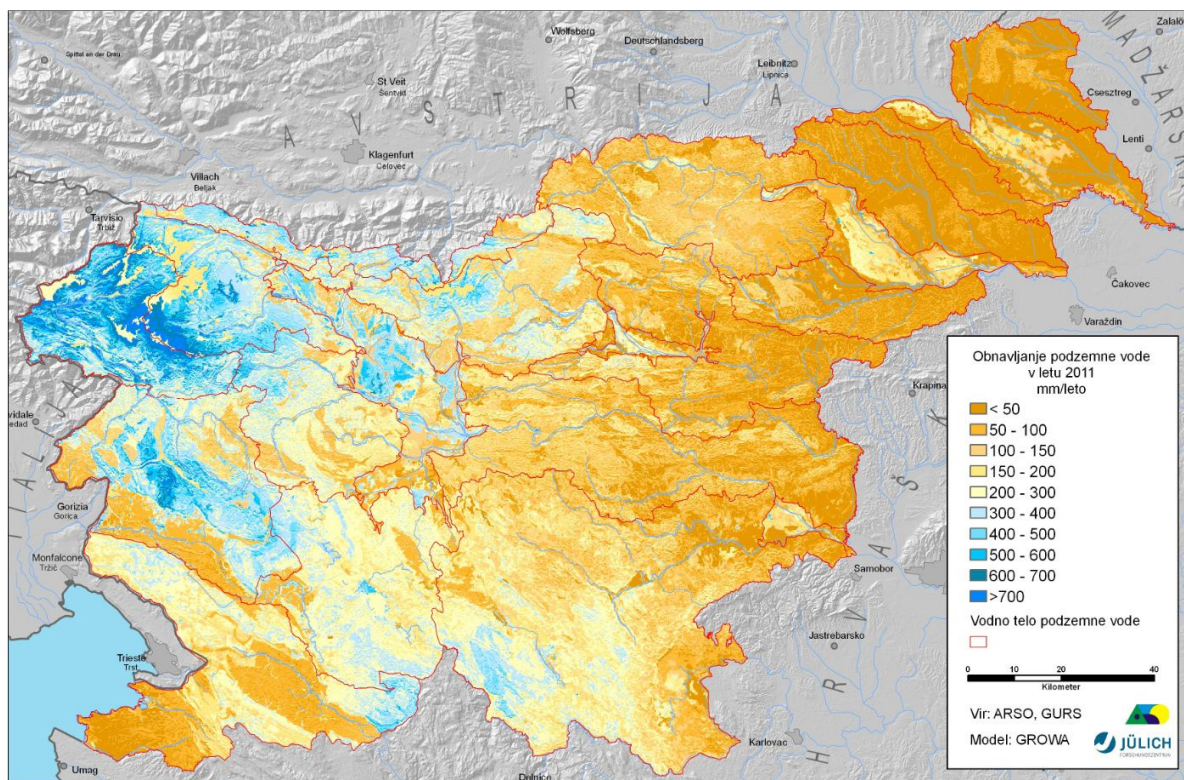 Spittal an der Drau
Wolfsberg
Deutschlandsberg
Leibnitz
Lipnica
Zalalö
Csesztreg
Lenti
MADŽARSK
St Veit
Šentvid
AVSTRIJA
Klagenfurt
Celovec
Villach
Beljak
Tarvisio
Trbiž
Čakovec
Varaždin
Krapina
vidale
edad
ITALIJA
Gorizia
Gorica
Monfalcone
Tržič
Trieste
Trst
Umag
Samobor
Jastrebarsko
Karlovac
HRVAŠKA
Obnavljanje podzemne vode
v letu 2011
mm/leto
< 50
50 - 100
100 - 150
150 - 200
200 - 300
300 - 400
400 - 500
500 - 600
600 - 700
>700
Vodno telo podzemne vode
0 10 20 40
Kilometer
Vir: ARSO, GURS
Model: GROWA
JÜLICH
FORSCHUNGSZENTRUM